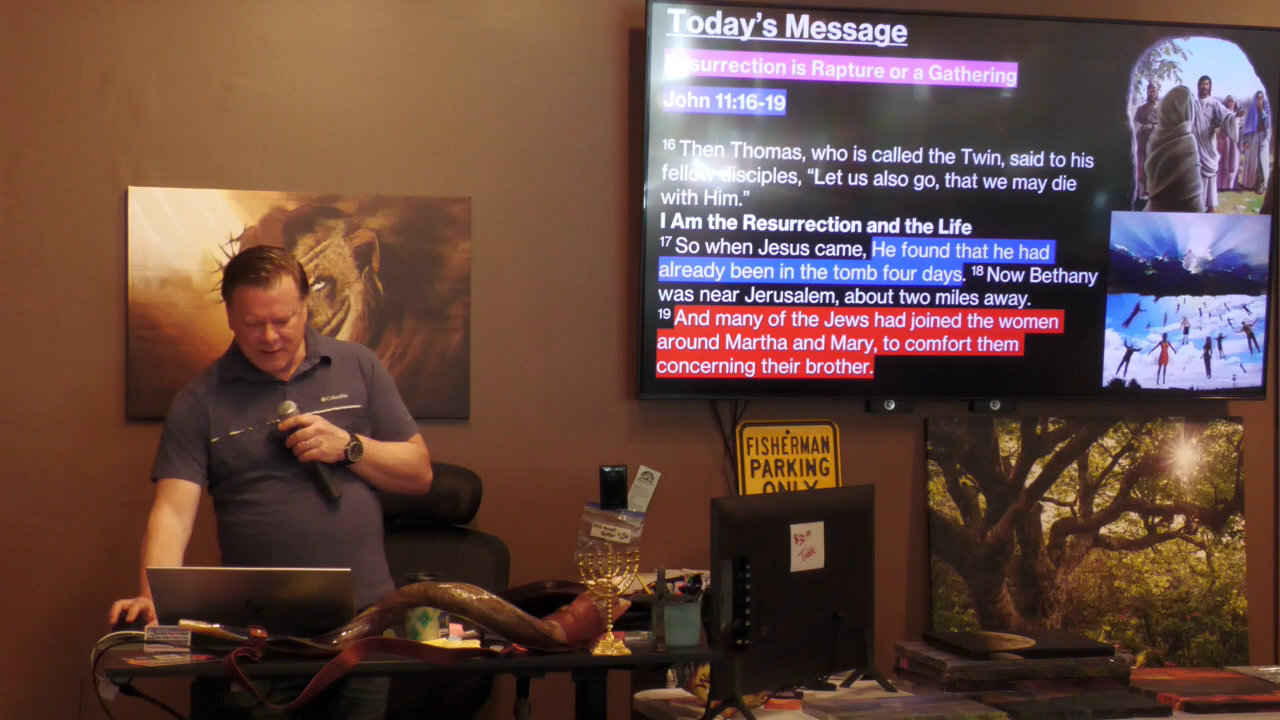 Today's Message
Resurrection is Rapture or a Gathering
John 11:16-19
16 Then Thomas, who is called the Twin, said to his
fellow disciples, “Let us also go, that we may die
with Him.”
I Am the Resurrection and the Life
17 So when Jesus came, He found that he had
already been in the tomb four days. 18 Now Bethany
was near Jerusalem, about two miles away.
19 And many of the Jews had joined the women
around Martha and Mary, to comfort them
concerning their brother.
Columbia
FISHERMAN
PARKING
ONLY
Table